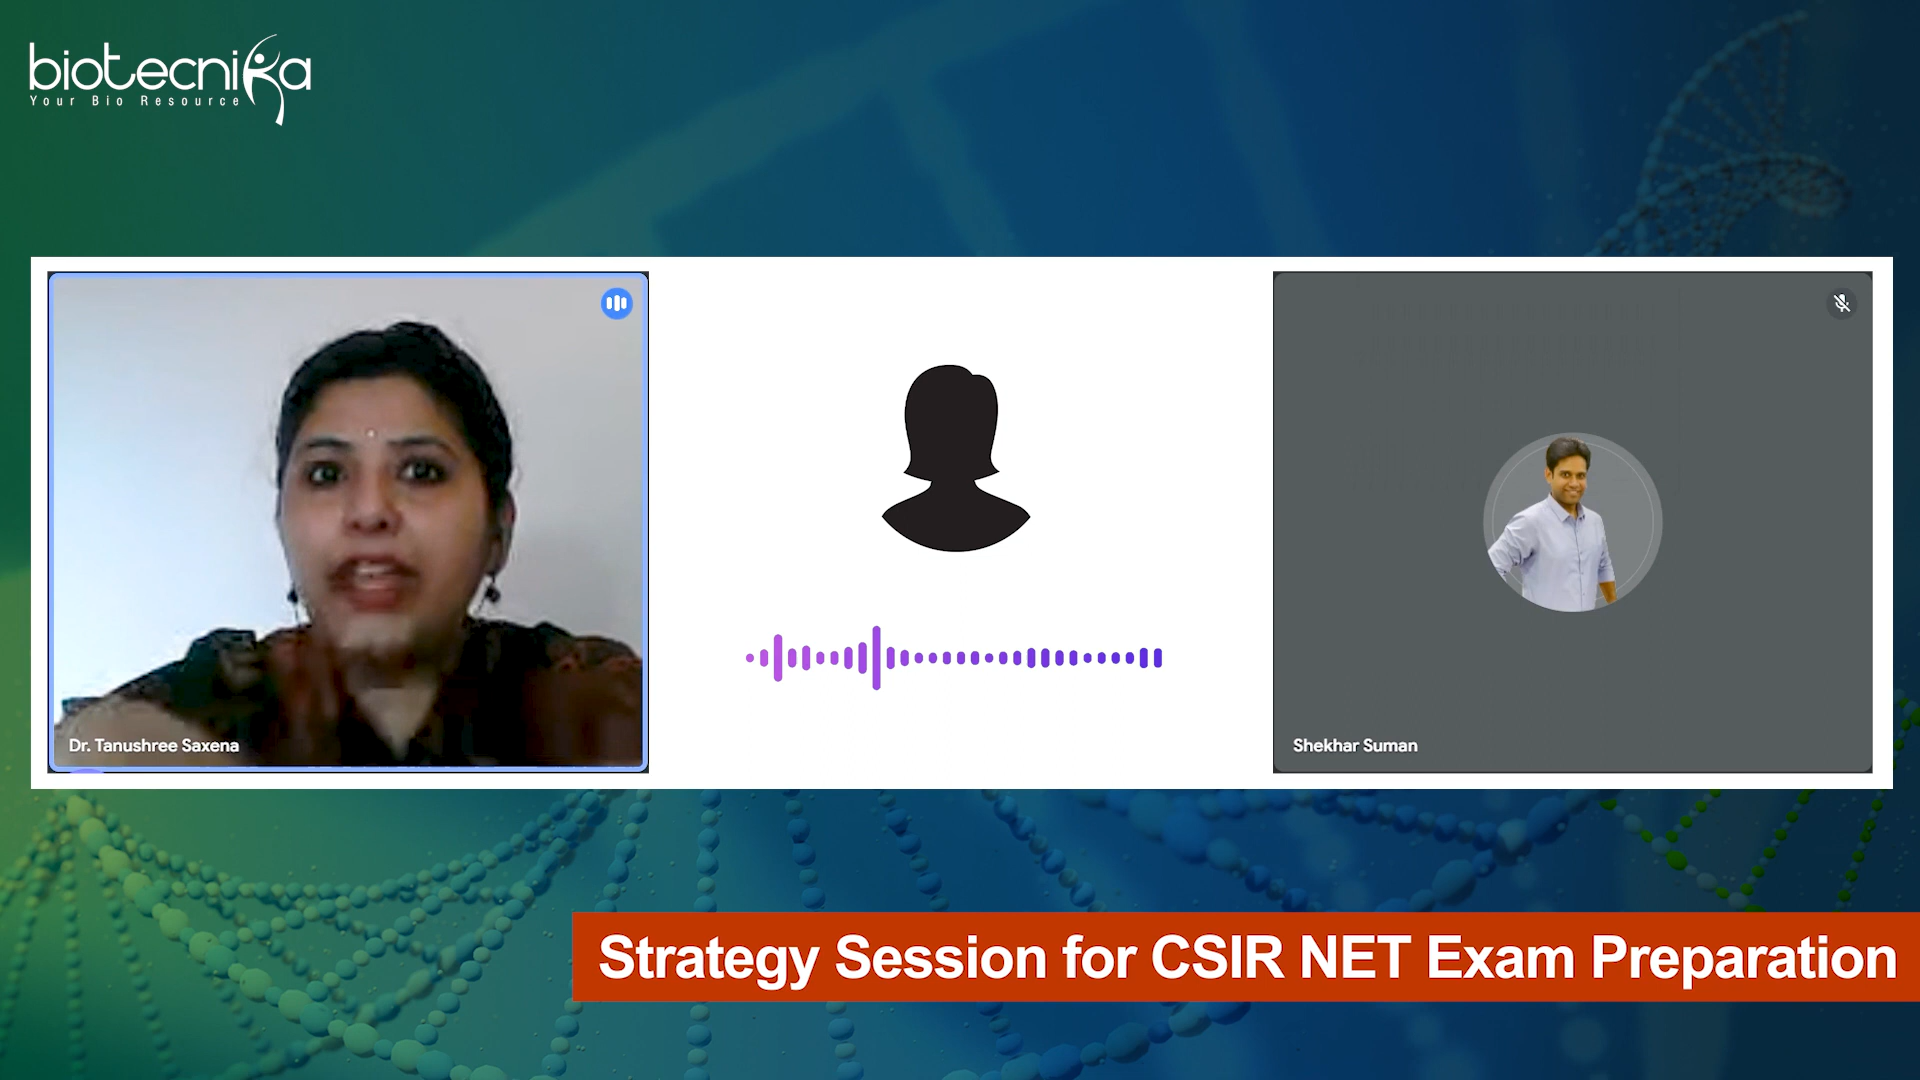 biotecnika
Your Bio Resource
Dr. Tanushree Saxena
Shekhar Suman
Strategy Session for CSIR NET Exam Preparation